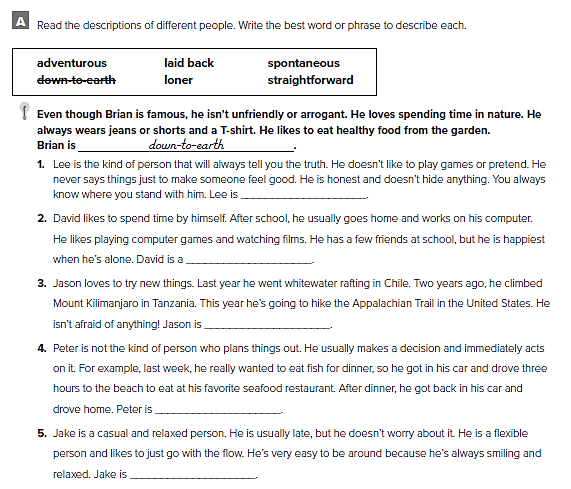 A Read the descriptions of different people. Write the best word or phrase to describe each.
adventurous laid back spontaneous
down-to-earth loner straightforward
Even though Brian is famous, he isn't unfriendly or arrogant. He loves spending time in nature. He
always wears jeans or shorts and a T-shirt. He likes to eat healthy food from the garden.
Brian is down-to-earth.
1. Lee is the kind of person that will always tell you the truth. He doesn't like to play games or pretend. He
never says things just to make someone feel good. He is honest and doesn't hide anything. You always
know where you stand with him. Lee is ____________________.
2. David likes to spend time by himself. After school, he usually goes home and works on his computer.
He likes playing computer games and watching films. He has a few friends at school, but he is happiest
when he's alone. David is a ____________________.
3. Jason loves to try new things. Last year he went whitewater rafting in Chile. Two years ago, he climbed
Mount Kilimanjaro in Tanzania. This year he's going to hike the Appalachian Trail in the United States. He
isn't afraid of anything! Jason is ____________________.
4. Peter is not the kind of person who plans things out. He usually makes a decision and immediately acts
on it. For example, last week, he really wanted to eat fish for dinner, so he got in his car and drove three
hours to the beach to eat at his favorite seafood restaurant. After dinner, he got back in his car and
drove home. Peter is ____________________.
5. Jake is a casual and relaxed person. He is usually late, but he doesn't worry about it. He is a flexible
person and likes to just go with the flow. He's very easy to be around because he's always smiling and
relaxed. Jake is ____________________.